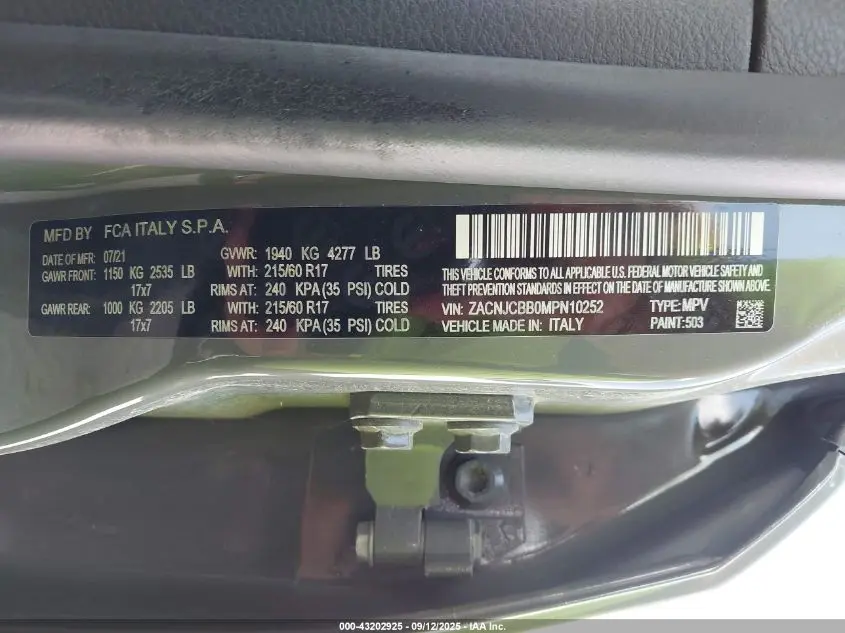 MFD BY FCA ITALY S.P.A.
DATE OF MFR: 07/21 GVWR: 1940 KG 4277 LB
GAWR FRONT: 1150 KG 2535 LB WITH: 215/60 R17 TIRES
17x7 RIMS AT: 240 KPA(35 PSI) COLD
GAWR REAR: 1000 KG 2205 LB WITH: 215/60 R17 TIRES
17x7 RIMS AT: 240 KPA(35 PSI) COLD
THIS VEHICLE CONFORMS TO ALL APPLICABLE U.S. FEDERAL MOTOR VEHICLE SAFETY AND
THEFT PREVENTION STANDARDS IN EFFECT ON THE DATE OF MANUFACTURE SHOWN ABOVE.
VIN: ZACNJCBB0MPN10252 TYPE:MPV
VEHICLE MADE IN: ITALY PAINT:503
000-43202925 - 09/12/2025 - IAA Inc.